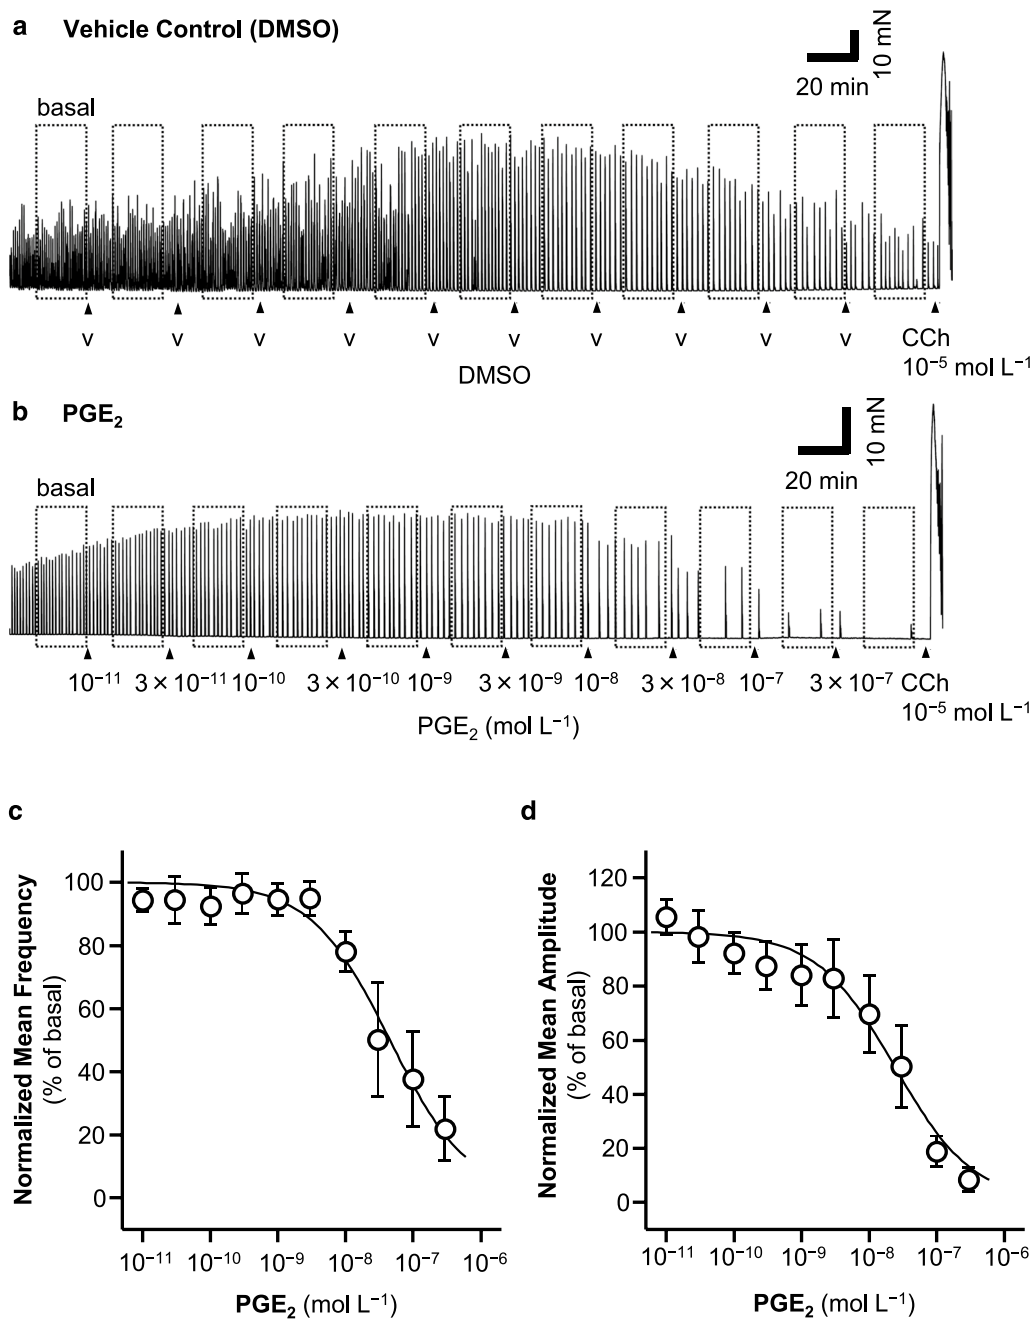 a Vehicle Control (DMSO)
10 mN
20 min
basal
v v v v v v v v v v CCh
10⁻⁵ mol L⁻¹
DMSO
b PGE₂
10 mN
20 min
basal
10⁻¹¹ 3 × 10⁻¹¹ 10⁻¹⁰ 3 × 10⁻¹⁰ 10⁻⁹ 3 × 10⁻⁹ 10⁻⁸ 3 × 10⁻⁸ 10⁻⁷ 3 × 10⁻⁷ CCh
10⁻⁵ mol L⁻¹
PGE₂ (mol L⁻¹)
c
Normalized Mean Frequency
(% of basal)
100
80
60
40
20
0
10⁻¹¹ 10⁻¹⁰ 10⁻⁹ 10⁻⁸ 10⁻⁷ 10⁻⁶
PGE₂ (mol L⁻¹)
d
Normalized Mean Amplitude
(% of basal)
120
100
80
60
40
20
0
10⁻¹¹ 10⁻¹⁰ 10⁻⁹ 10⁻⁸ 10⁻⁷ 10⁻⁶
PGE₂ (mol L⁻¹)